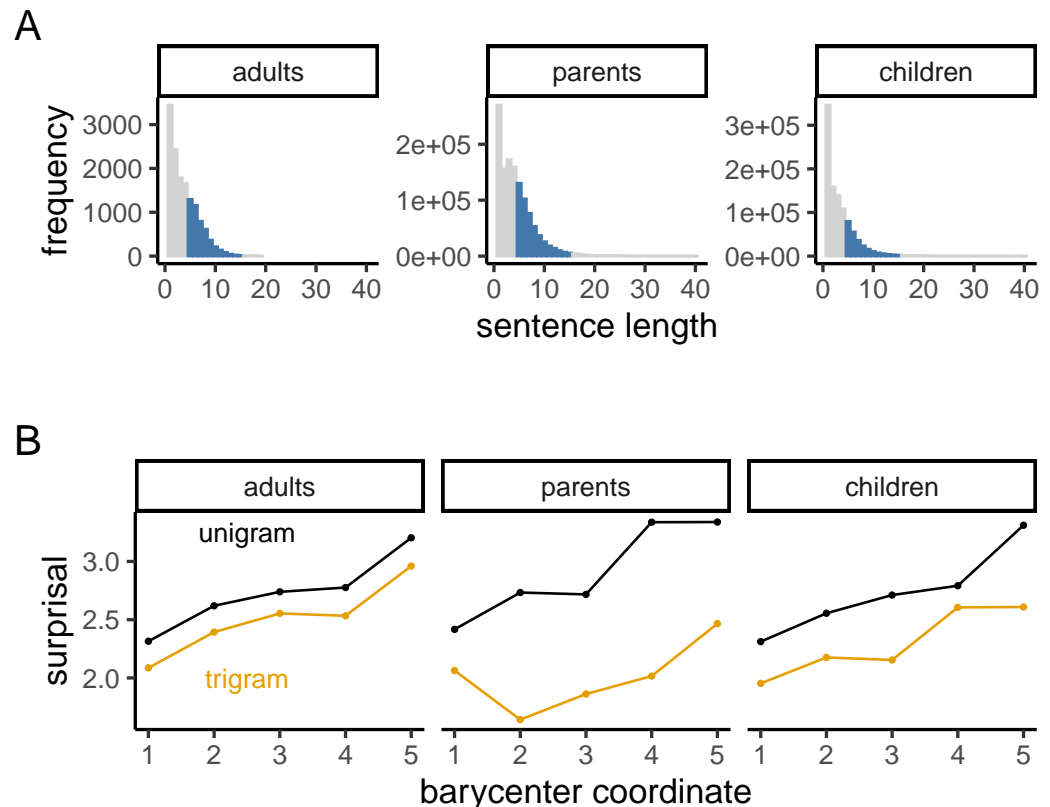 A
adults parents children
frequency
3000
2000
1000
0
2e+05
1e+05
0e+00
3e+05
2e+05
1e+05
0e+00
0 10 20 30 40 0 10 20 30 40 0 10 20 30 40
sentence length
B
adults parents children
surprisal
3.0
2.5
2.0
unigram
trigram
1 2 3 4 5 1 2 3 4 5 1 2 3 4 5
barycenter coordinate